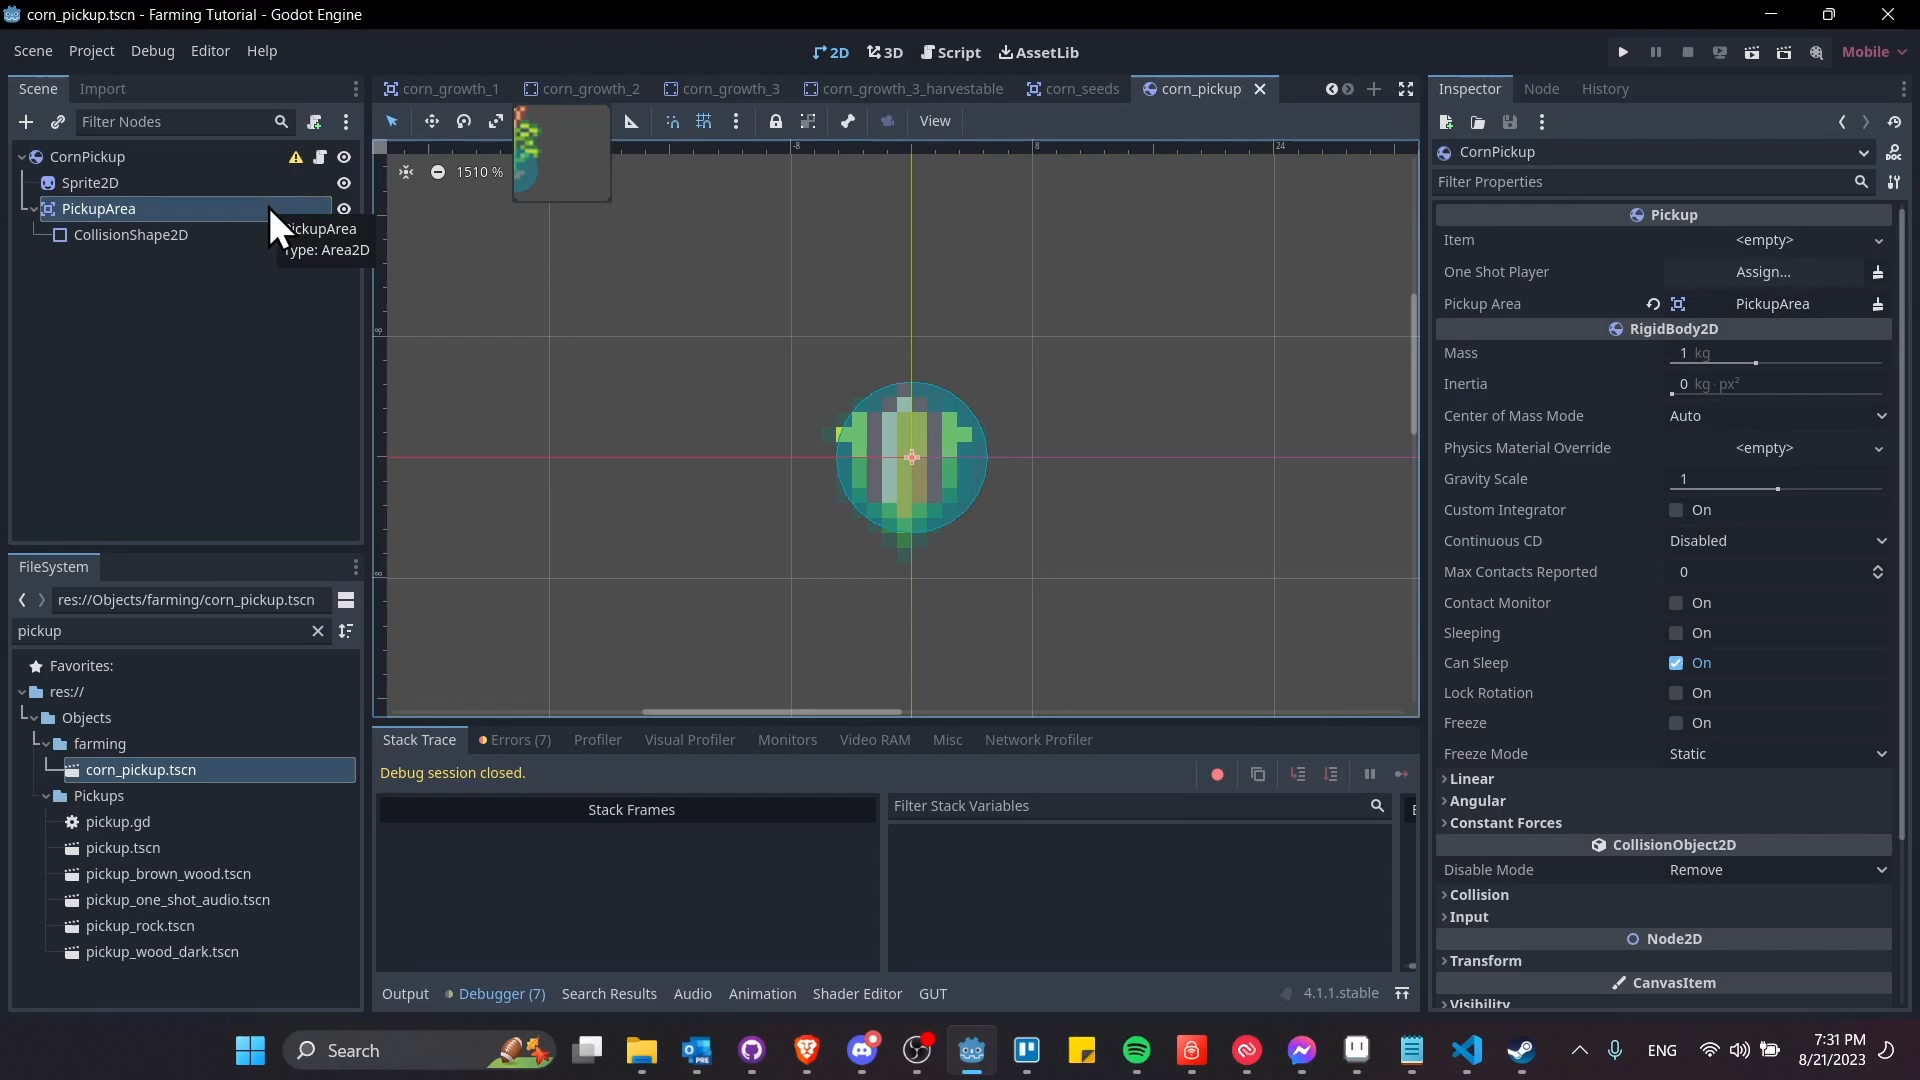 corn_pickup.tscn - Farming Tutorial - Godot Engine
Scene Project Debug Editor Help
2D 3D Script AssetLib
Mobile
Scene Import
corn_growth_1 corn_growth_2 corn_growth_3 corn_growth_3_harvestable corn_seeds corn_pickup
Inspector Node History
Filter Nodes
View
CornPickup
Sprite2D
PickupArea
CollisionShape2D
ickupArea
Type: Area2D
-8 8 24
1510 %
-8
8
CornPickup
Filter Properties
Pickup
Item <empty>
One Shot Player Assign...
Pickup Area PickupArea
RigidBody2D
Mass 1 kg
Inertia 0 kg·px²
Center of Mass Mode Auto
Physics Material Override <empty>
Gravity Scale 1
Custom Integrator On
Continuous CD Disabled
Max Contacts Reported 0
Contact Monitor On
Sleeping On
Can Sleep On
Lock Rotation On
Freeze On
Freeze Mode Static
Linear
Angular
Constant Forces
CollisionObject2D
Disable Mode Remove
Collision
Input
Node2D
Transform
CanvasItem
Visibility
FileSystem
res://Objects/farming/corn_pickup.tscn
pickup
Favorites:
res://
Objects
farming
corn_pickup.tscn
Pickups
pickup.gd
pickup.tscn
pickup_brown_wood.tscn
pickup_one_shot_audio.tscn
pickup_rock.tscn
pickup_wood_dark.tscn
Stack Trace Errors (7) Profiler Visual Profiler Monitors Video RAM Misc Network Profiler
Debug session closed.
Stack Frames
Filter Stack Variables
Output Debugger (7) Search Results Audio Animation Shader Editor GUT
4.1.1.stable
Search
PRE
ENG
7:31 PM
8/21/2023